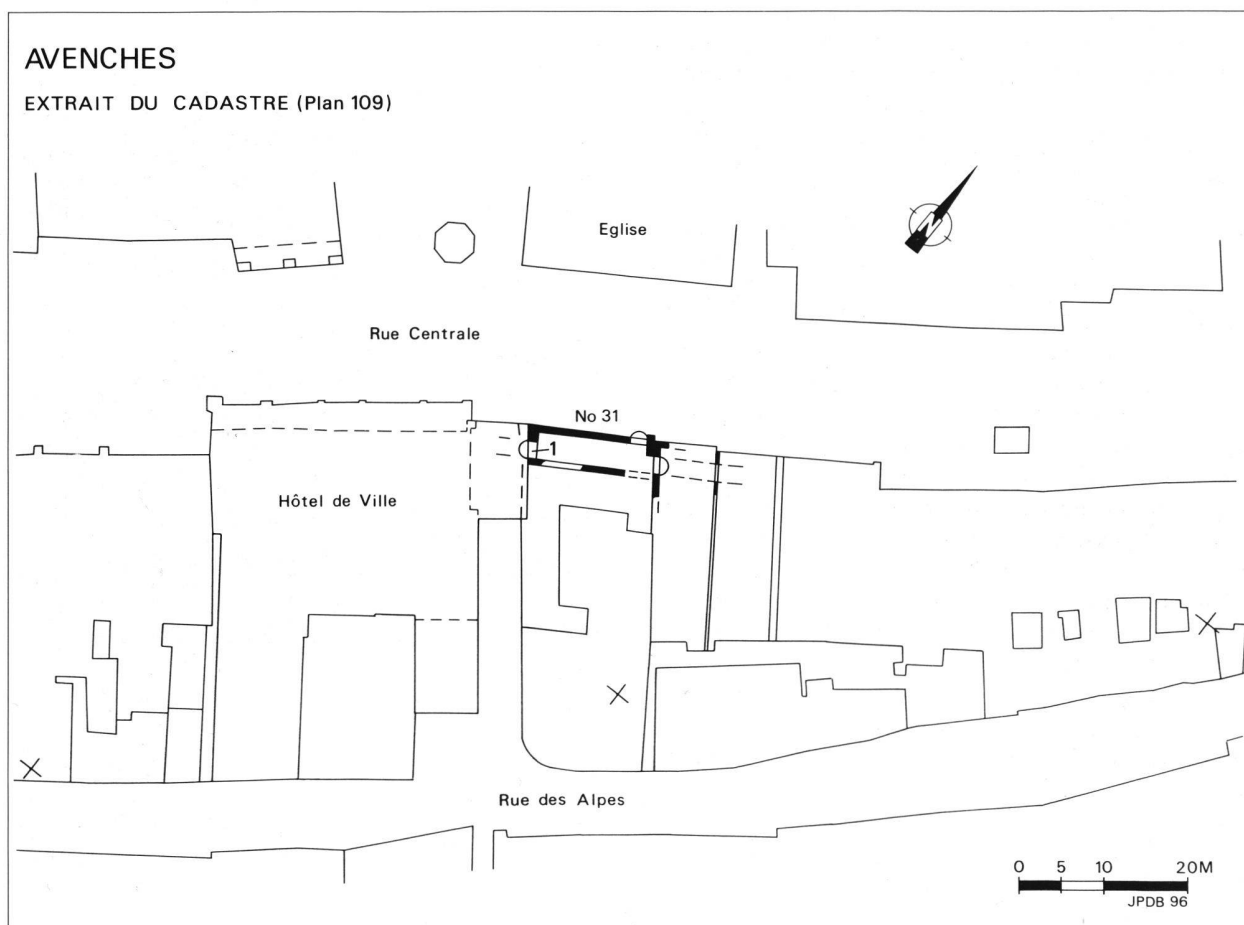 AVENCHES
EXTRAIT DU CADASTRE (Plan 109)
Eglise
Rue Centrale
No 31
1
Hôtel de Ville
Rue des Alpes
0 5 10 20M
JPDB 96